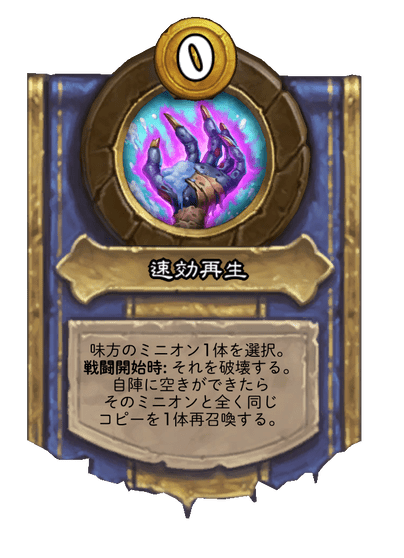 0
速効再生
味方のミニオン1体を選択。
戦闘開始時: それを破壊する。
自陣に空きができたら
そのミニオンと全く同じ
コピーを1体再召喚する。